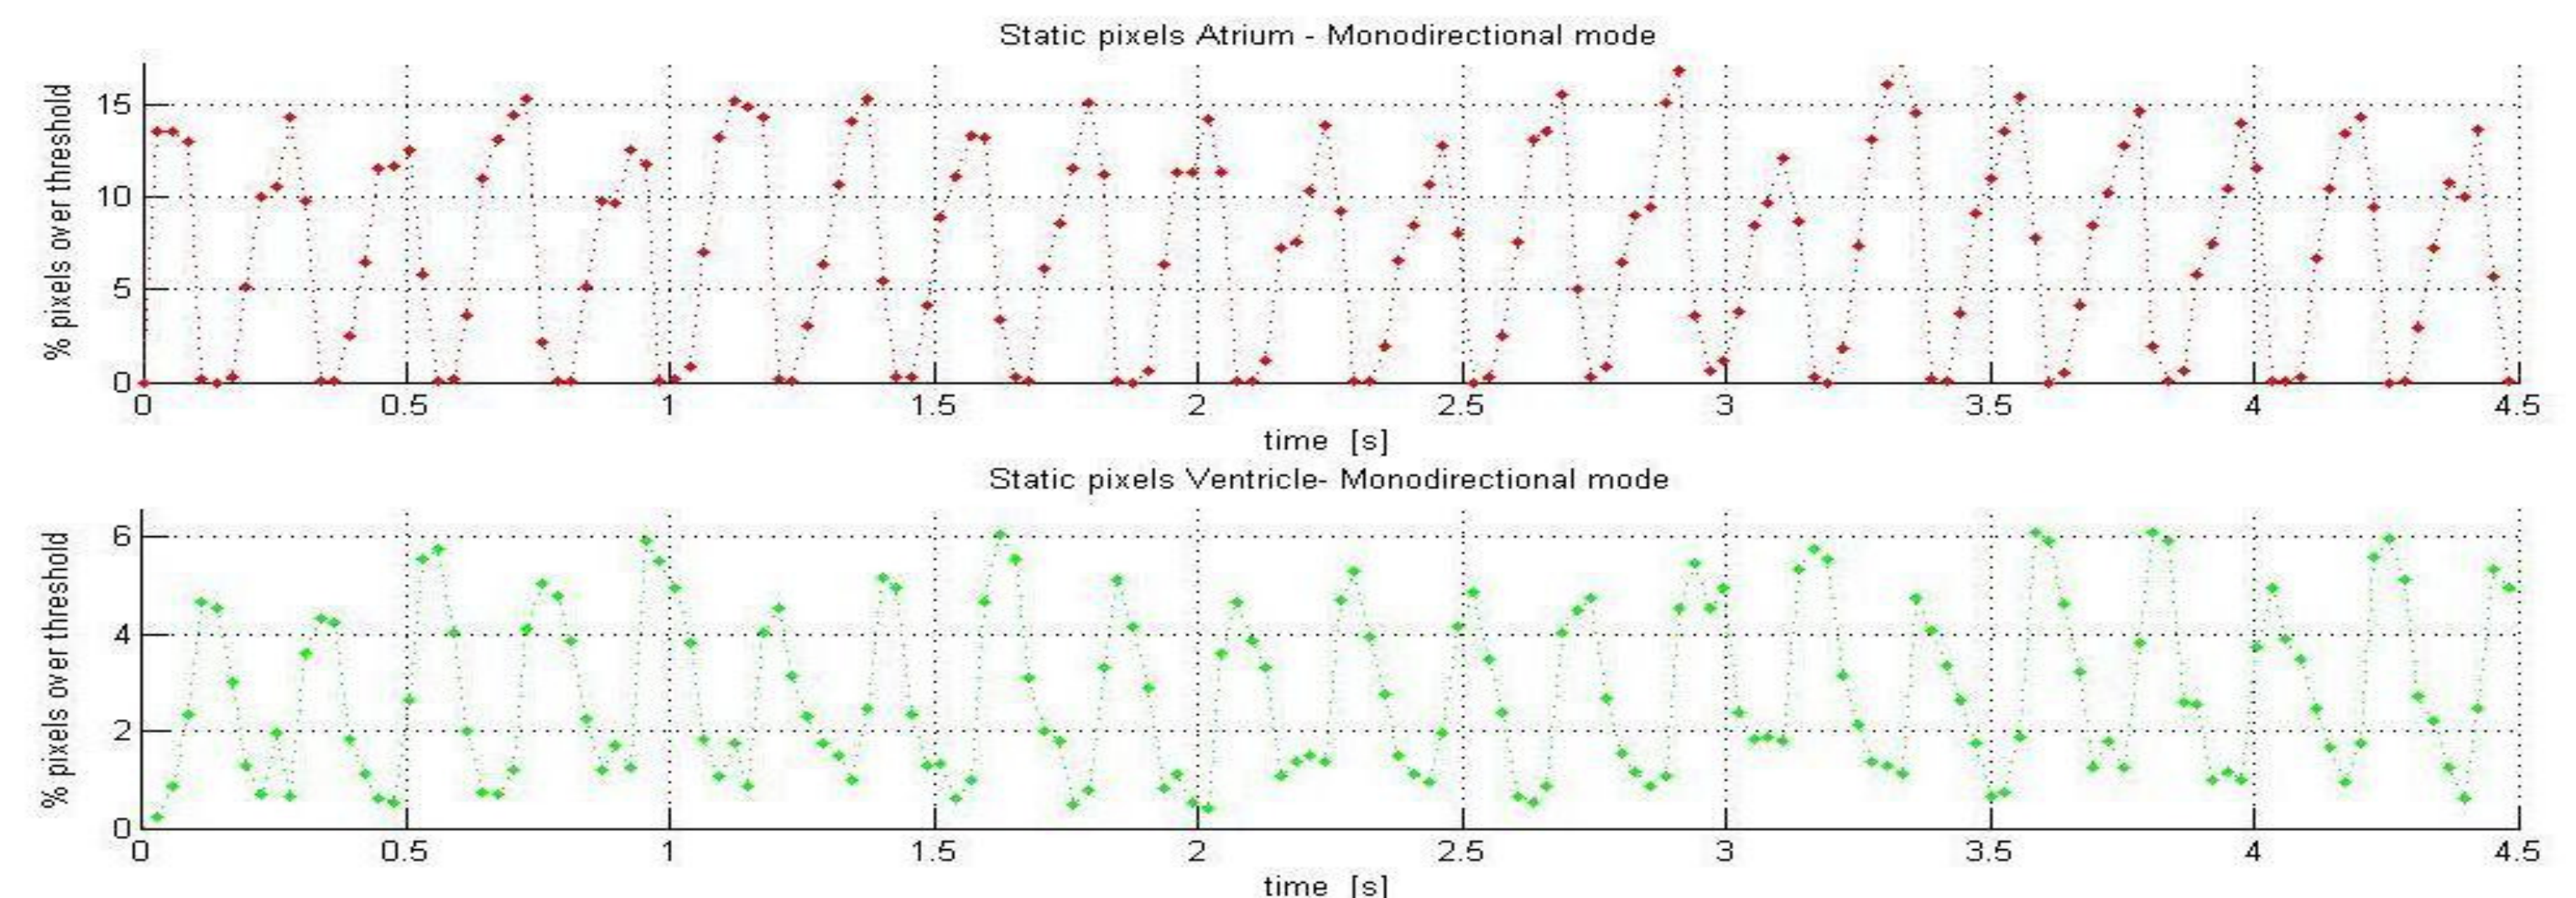 Static pixels Atrium - Monodirectional mode
% pixels over threshold
15
10
5
0
0 0.5 1 1.5 2 2.5 3 3.5 4 4.5
time [s]
Static pixels Ventricle- Monodirectional mode
% pixels over threshold
6
4
2
0
0 0.5 1 1.5 2 2.5 3 3.5 4 4.5
time [s]